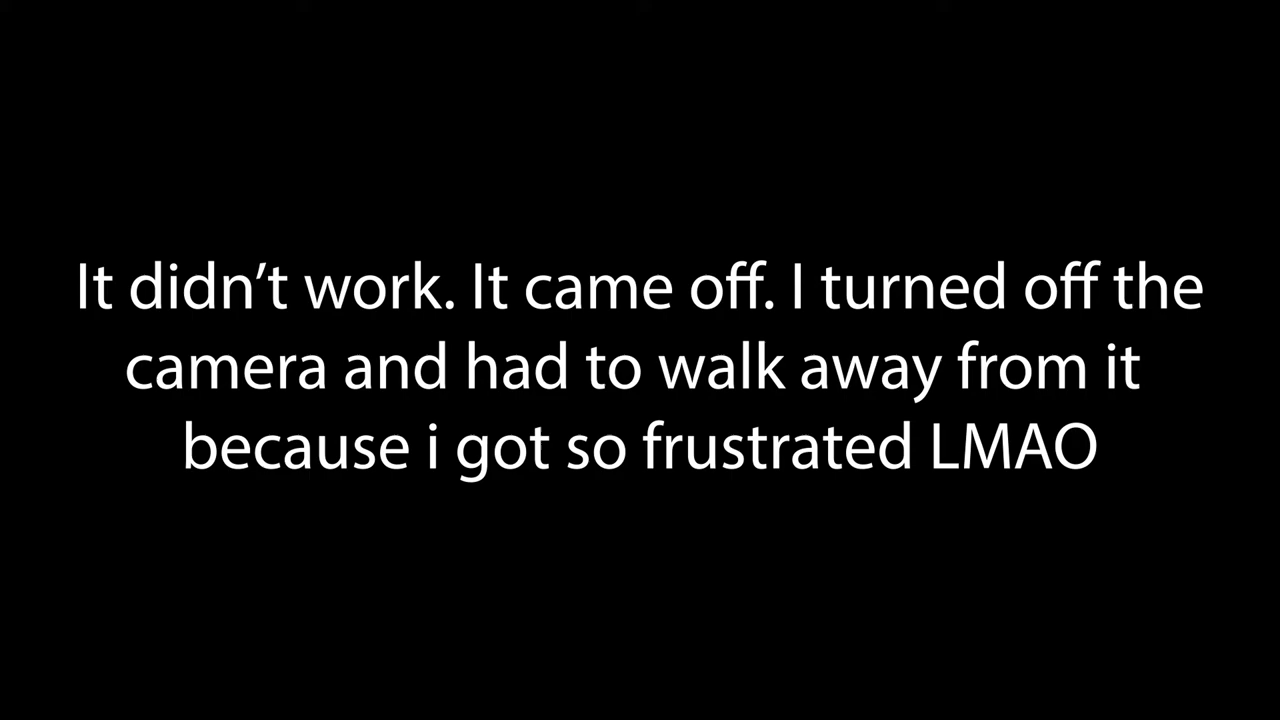 It didn’t work. It came off. I turned off the
camera and had to walk away from it
because i got so frustrated LMAO